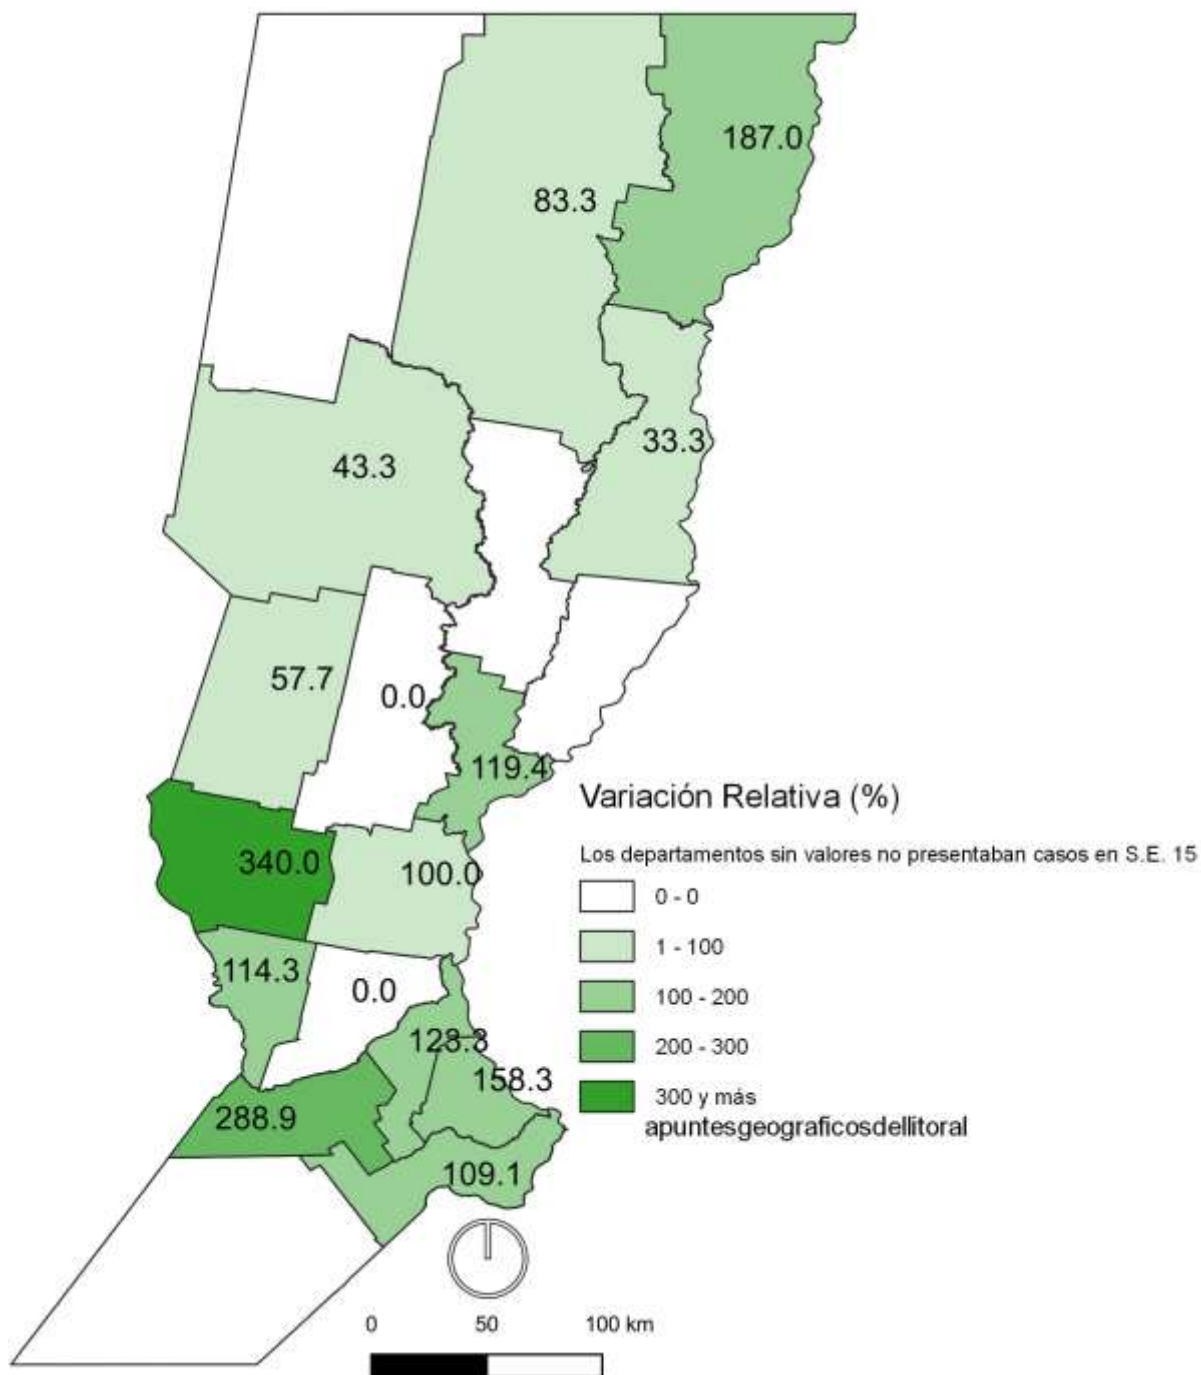 187.0
83.3
33.3
43.3
57.7
0.0
119.4
Variación Relativa (%)
Los departamentos sin valores no presentaban casos en S.E. 15
0 - 0
1 - 100
100 - 200
200 - 300
300 y más
apuntesgeograficosdellitoral
340.0
100.0
114.3
0.0
123.3
158.3
288.9
109.1
0 50 100 km